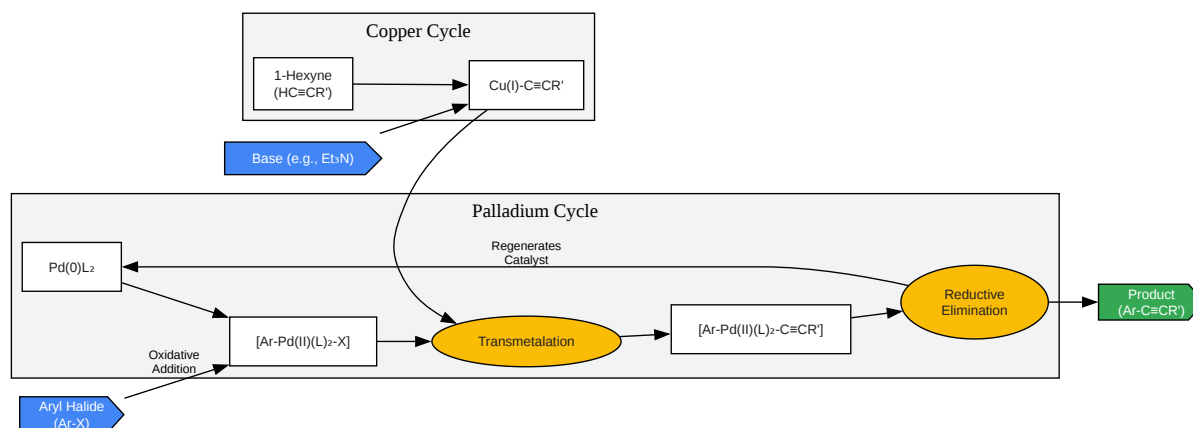 Copper Cycle
1-Hexyne
(HC≡CR')
Cu(I)-C≡CR'
Base (e.g., Et₃N)
Palladium Cycle
Pd(0)L₂
Regenerates
Catalyst
[Ar-Pd(II)(L)₂-X]
Transmetalation
[Ar-Pd(II)(L)₂-C≡CR']
Reductive
Elimination
Product
(Ar-C≡CR')
Oxidative
Addition
Aryl Halide
(Ar-X)